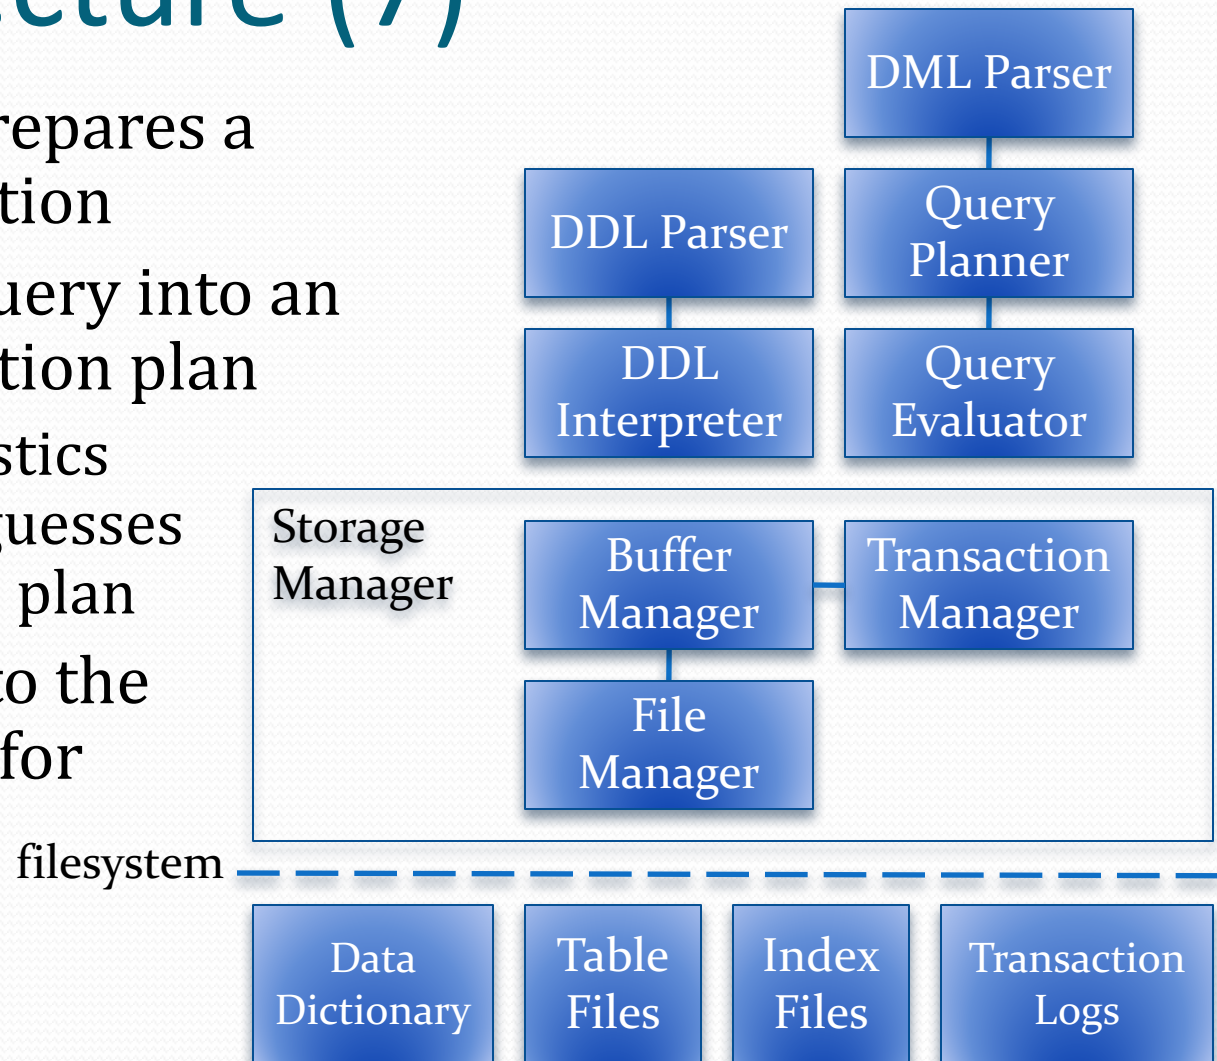 cture (7)
repares a
tion
uery into an
tion plan
stics
guesses
plan
to the
for
DML Parser
DDL Parser
Query
Planner
DDL
Interpreter
Query
Evaluator
Storage
Manager
Buffer
Manager
Transaction
Manager
File
Manager
filesystem
Data
Dictionary
Table
Files
Index
Files
Transaction
Logs